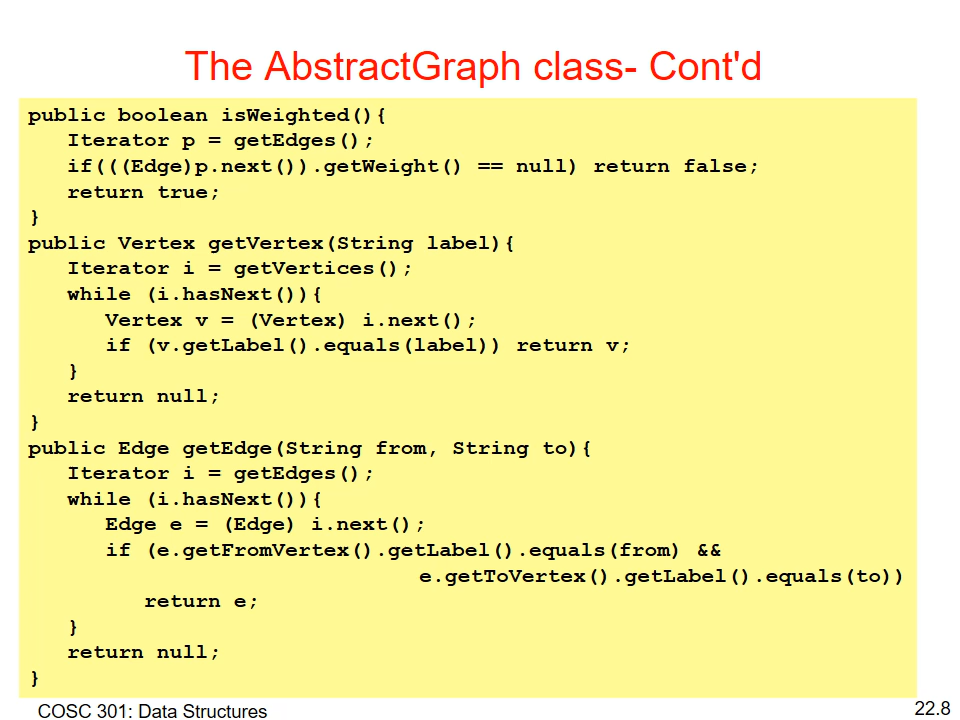 The AbstractGraph class- Cont'd
public boolean isWeighted(){
   Iterator p = getEdges();
   if(((Edge)p.next()).getWeight() == null) return false;
   return true;
}
public Vertex getVertex(String label){
   Iterator i = getVertices();
   while (i.hasNext()){
      Vertex v = (Vertex) i.next();
      if (v.getLabel().equals(label)) return v;
   }
   return null;
}
public Edge getEdge(String from, String to){
   Iterator i = getEdges();
   while (i.hasNext()){
      Edge e = (Edge) i.next();
      if (e.getFromVertex().getLabel().equals(from) &&
                              e.getToVertex().getLabel().equals(to))
         return e;
   }
   return null;
}
COSC 301: Data Structures
22.8